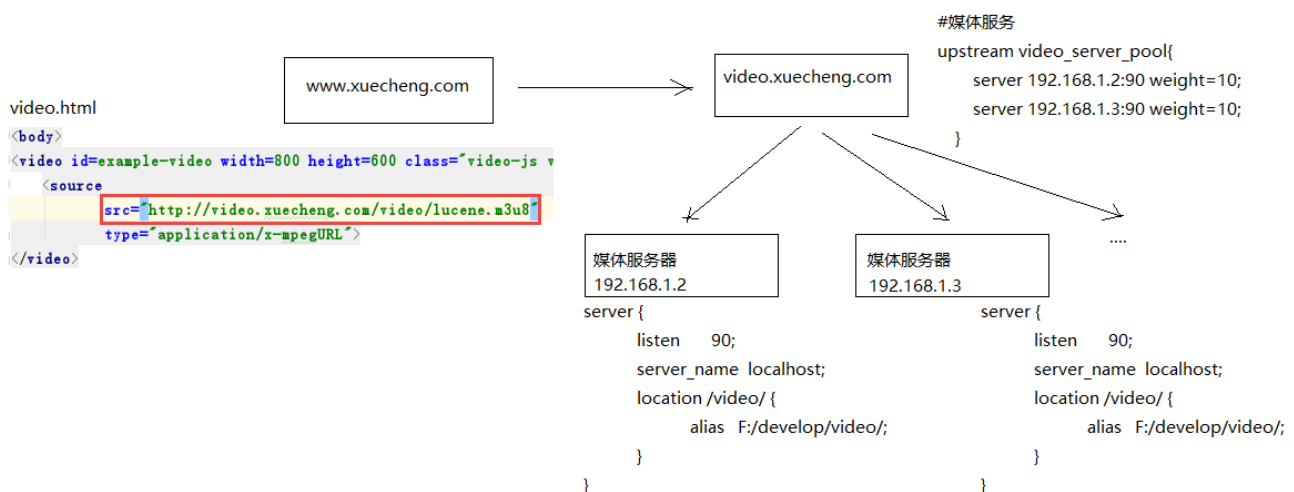 #媒体服务
upstream video_server_pool{
server 192.168.1.2:90 weight=10;
server 192.168.1.3:90 weight=10;
}
www.xuecheng.com
video.xuecheng.com
video.html
<body>
<video id=example-video width=800 height=600 class="video-js v
<source
src="http://video.xuecheng.com/video/lucene.m3u8"
type="application/x-mpegURL">
</video>
....
媒体服务器
192.168.1.2
媒体服务器
192.168.1.3
server {
listen 90;
server_name localhost;
location /video/ {
alias F:/develop/video/;
}
}
server {
listen 90;
server_name localhost;
location /video/ {
alias F:/develop/video/;
}
}